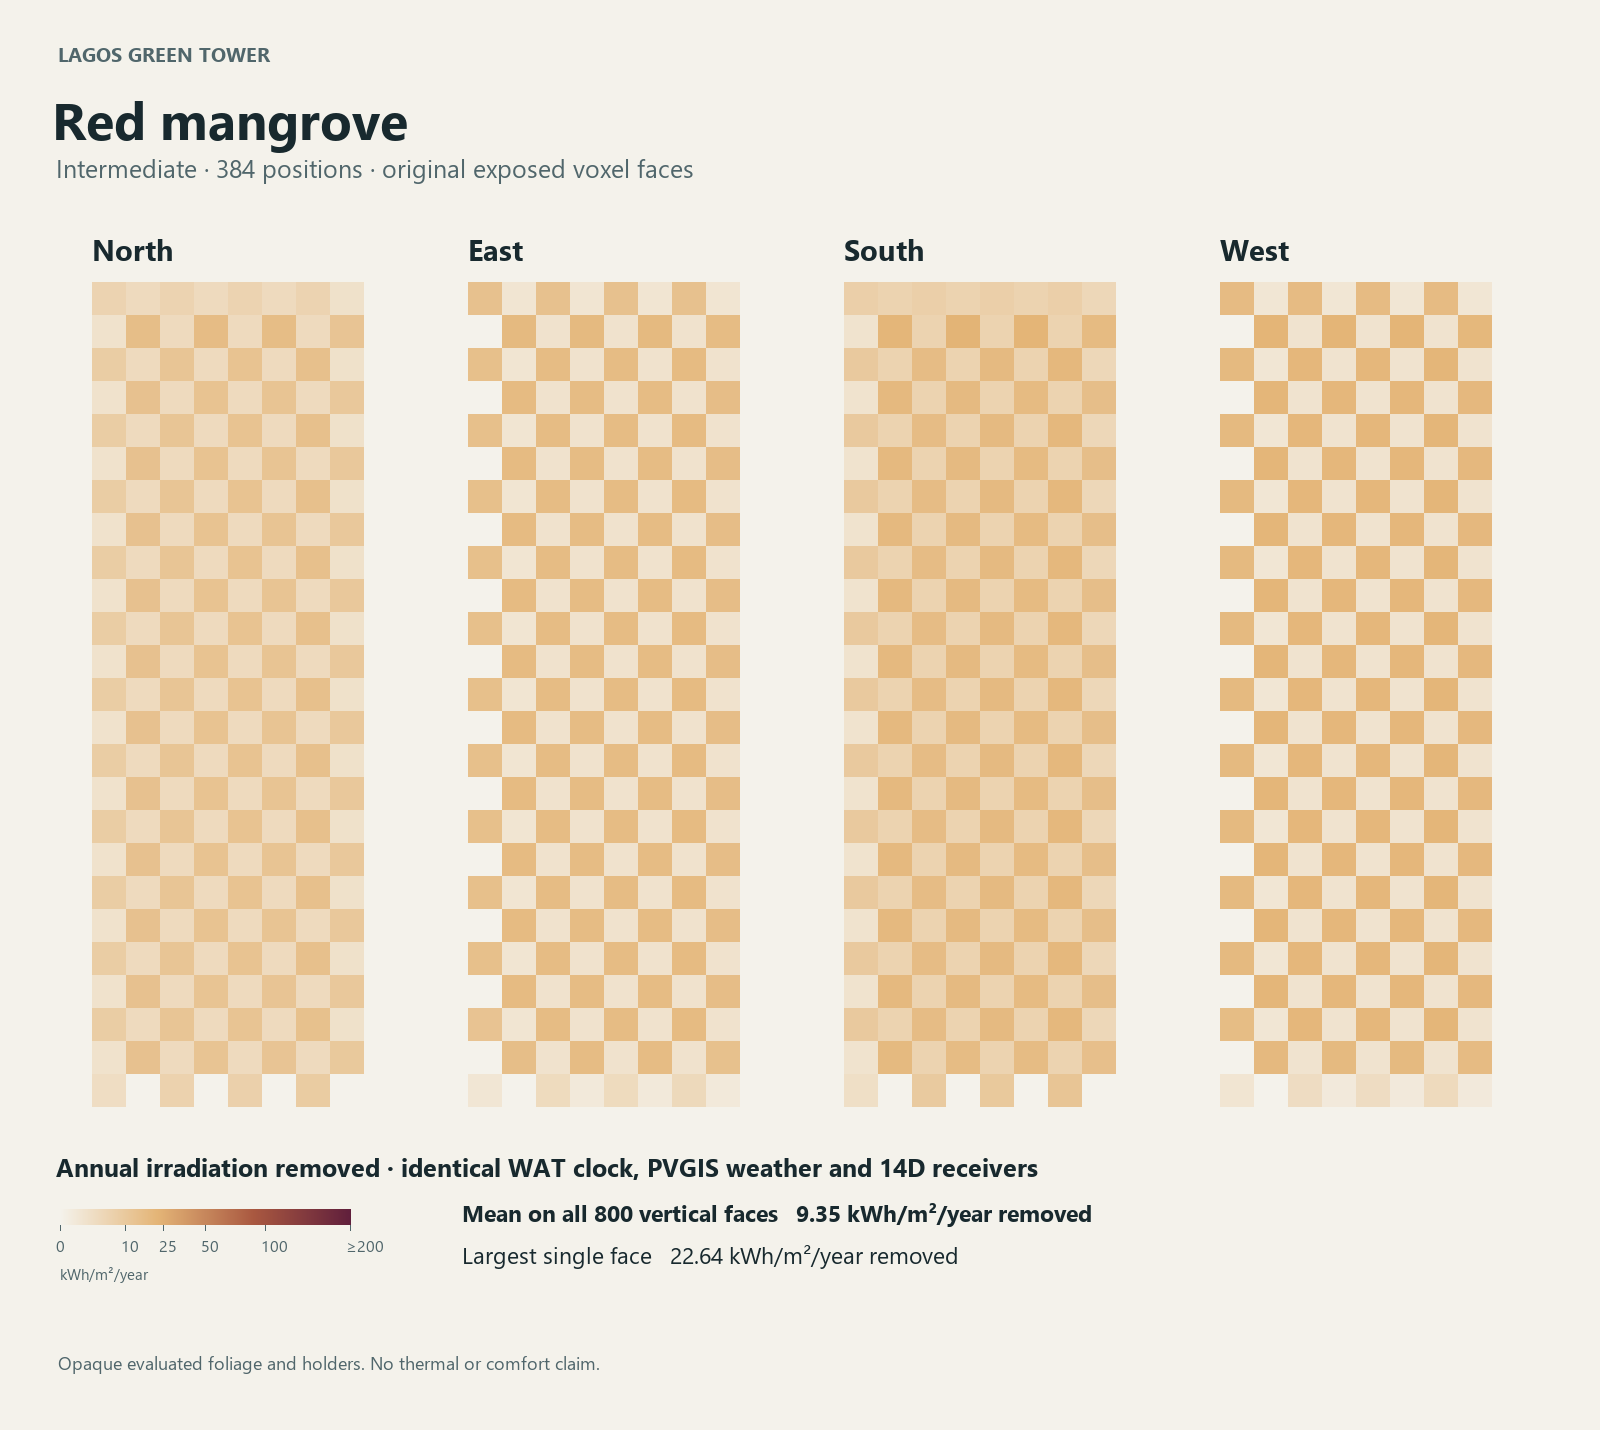 LAGOS GREEN TOWER
Red mangrove
Intermediate · 384 positions · original exposed voxel faces
North East South West
Annual irradiation removed · identical WAT clock, PVGIS weather and 14D receivers
Mean on all 800 vertical faces 9.35 kWh/m²/year removed
0 10 25 50 100 ≥200
Largest single face 22.64 kWh/m²/year removed
kWh/m²/year
Opaque evaluated foliage and holders. No thermal or comfort claim.